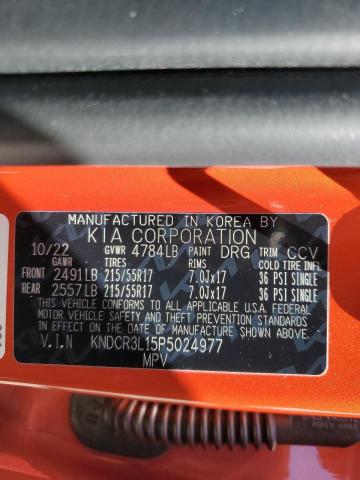 MANUFACTURED IN KOREA BY
KIA CORPORATION
10/22 GVWR 4784LB PAINT DRG TRIM CCV
GAWR TIRES RIMS COLD TIRE INFL
FRONT 2491LB 215/55R17 7.0Jx17 36 PSI SINGLE
REAR 2557LB 215/55R17 7.0Jx17 36 PSI SINGLE
THIS VEHICLE CONFORMS TO ALL APPLICABLE U.S.A. FEDERAL
MOTOR VEHICLE SAFETY AND THEFT PREVENTION STANDARDS
IN EFFECT ON THE DATE OF MANUFACTURE SHOWN ABOVE.
V.I.N KNDCR3L15P5024977
MPV